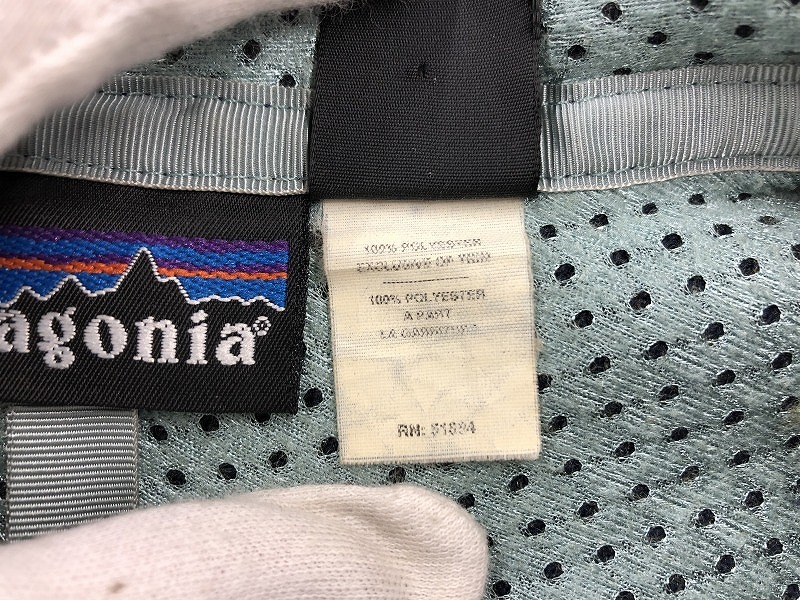 agonia®
100% POLYESTER
EXCLUSIVE OF TRIM
100% POLYESTER
A PART
LA GARNITURE
RN: 51884